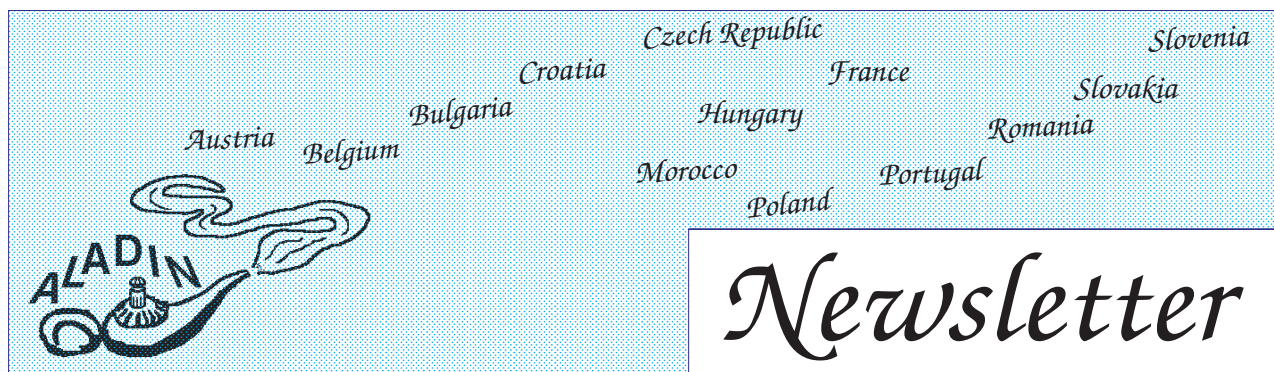 Czech Republic
Slovenia
Croatia
France
Slovakia
Bulgaria
Hungary
Romania
Austria
Belgium
Morocco
Portugal
Poland
ALADIN
Newsletter